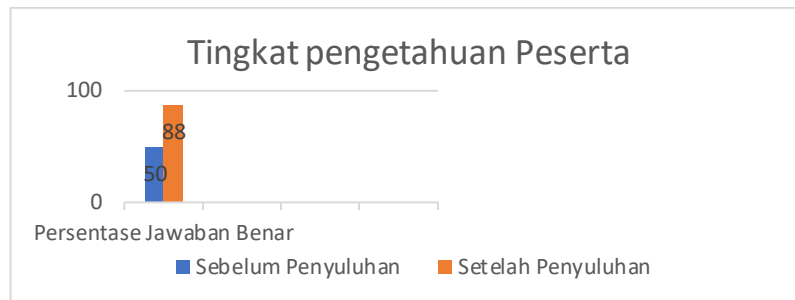 Tingkat pengetahuan Peserta
100
88
50
0
Persentase Jawaban Benar
Sebelum Penyuluhan
Setelah Penyuluhan